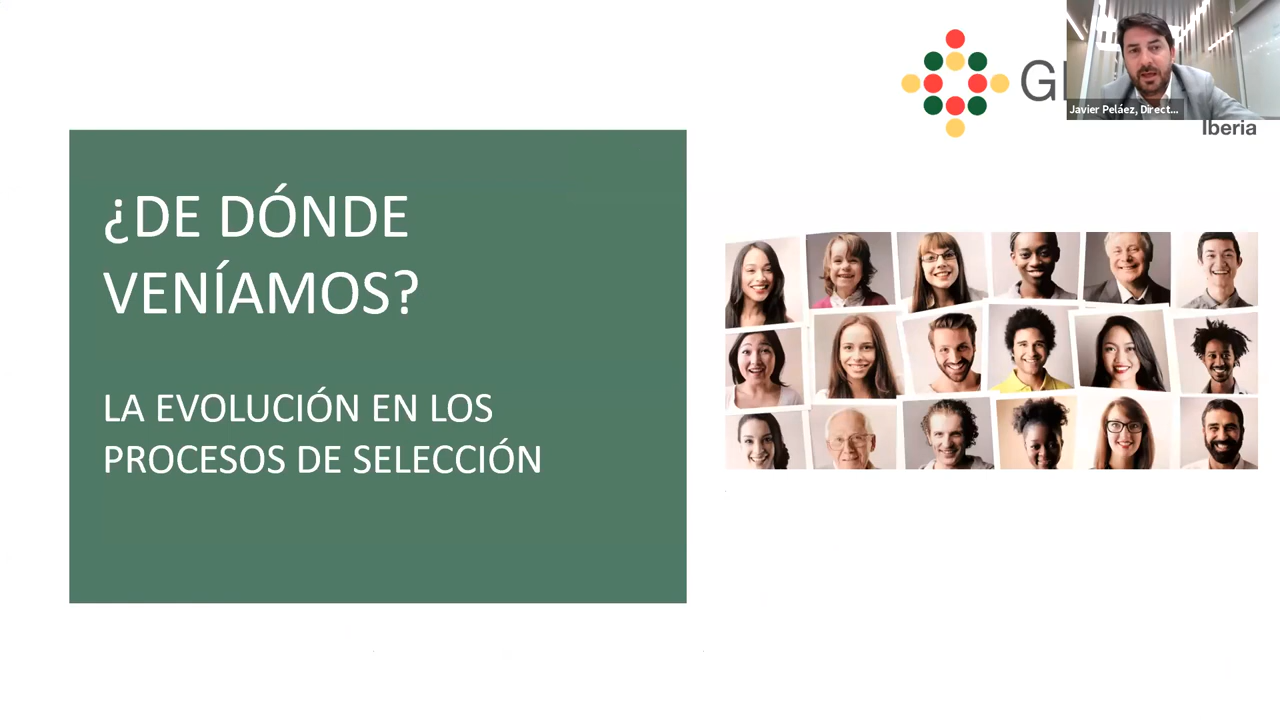 Javier Peláez, Direct...
Iberia
¿DE DÓNDE
VENÍAMOS?
LA EVOLUCIÓN EN LOS
PROCESOS DE SELECCIÓN